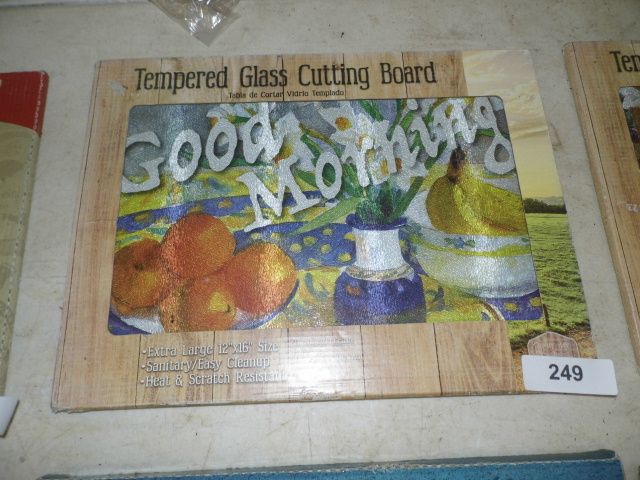 Tempered Glass Cutting Board
Tabla de Cortar Vidrio Templado
Good
Morning
-Extra Large 12"x16" Size
-Sanitary/Easy Cleanup
-Heat & Scratch Resistant
249
Ten